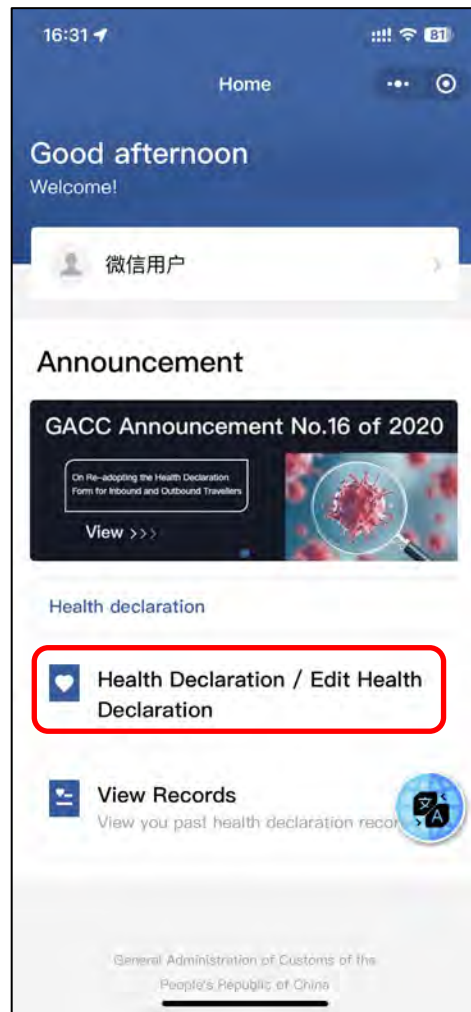 16:31
81
Home
Good afternoon
Welcome!
微信用户
Announcement
GACC Announcement No.16 of 2020
On Re-adopting the Health Declaration
Form for Inbound and Outbound Travellers
View >>>
Health declaration
Health Declaration / Edit Health
Declaration
View Records
View you past health declaration recor
文
A
General Administration of Customs of the
People's Republic of China